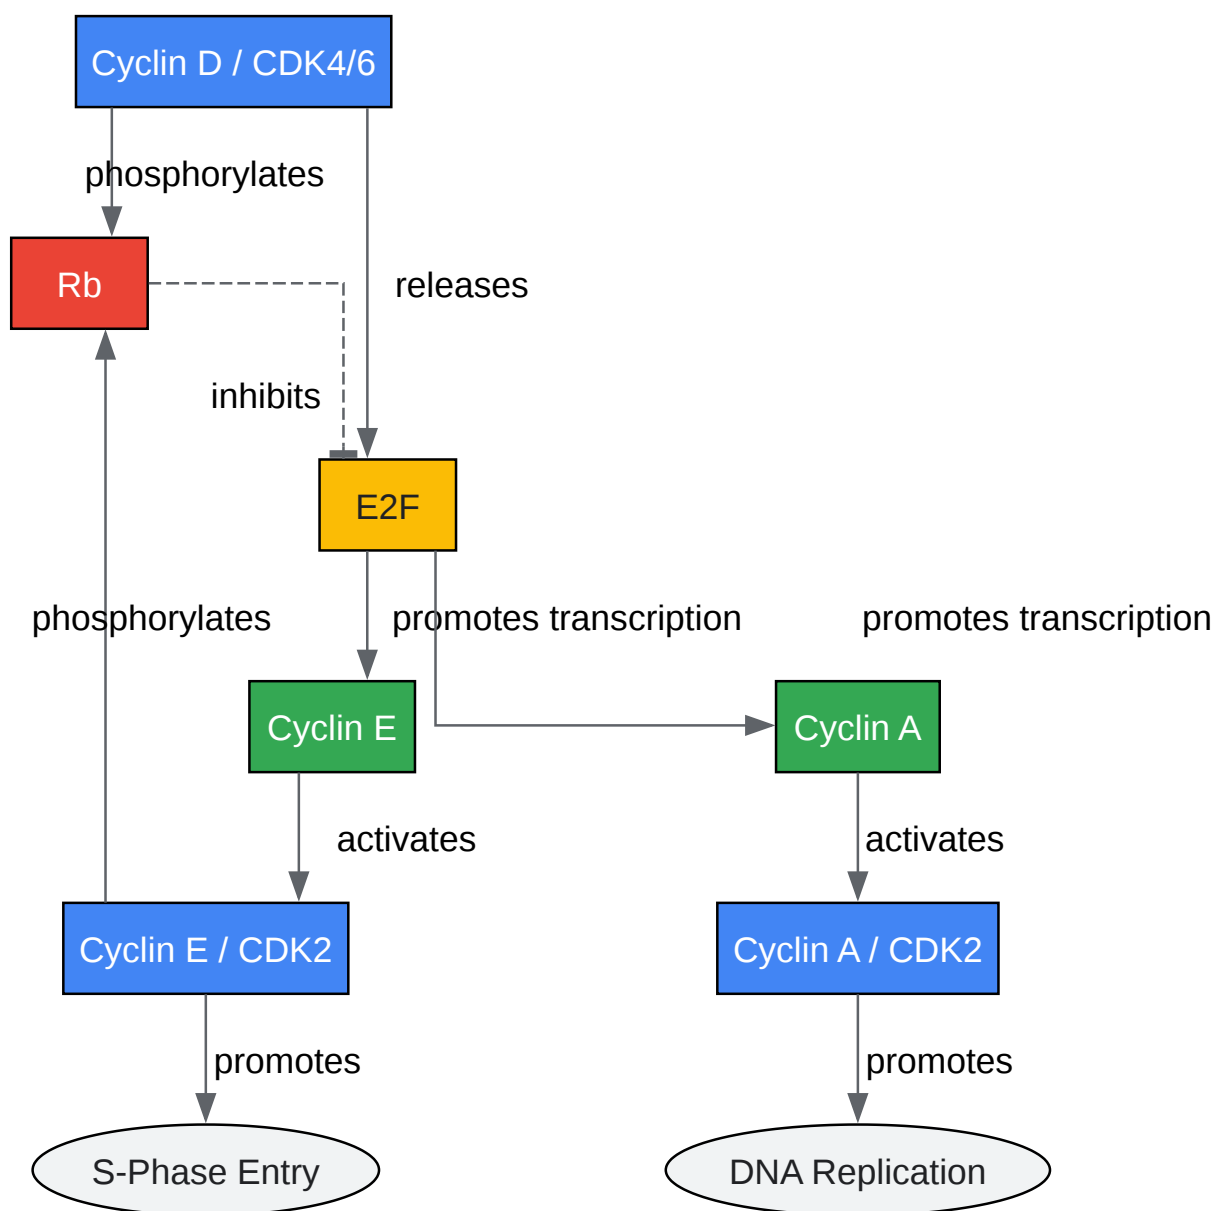 Cyclin D / CDK4/6
phosphorylates
Rb
releases
inhibits
E2F
phosphorylates
promotes transcription
promotes transcription
Cyclin E
Cyclin A
activates
activates
Cyclin E / CDK2
Cyclin A / CDK2
promotes
promotes
S-Phase Entry
DNA Replication